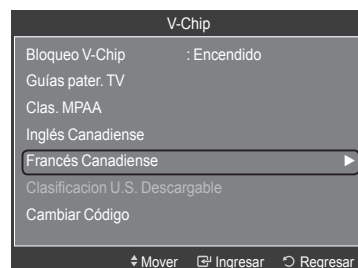 V-Chip
Bloqueo V-Chip : Encendido
Guías pater. TV
Clas. MPAA
Inglés Canadiense
Francés Canadiense
Clasificacion U.S. Descargable
Cambiar Código
Mover Ingresar Regresar